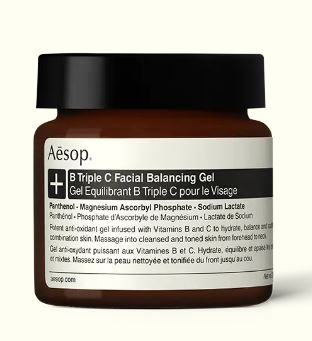 Aēsop.
B Triple C Facial Balancing Gel
Gel Equilibrant B Triple C pour le Visage
Panthenol - Magnesium Ascorbyl Phosphate - Sodium Lactate
Panthénol - Phosphate d'Ascorbyle de Magnésium - Lactate de Sodium
Potent anti-oxidant gel infused with Vitamins B and C to hydrate, balance and
combination skin. Massage into cleansed and toned skin from forehead to neck.
Gel anti-oxydant puissant aux Vitamines B et C. Hydrate, équilibre et
et mixtes. Massez sur la peau nettoyée et tonifiée du front jusqu'au cou.
aesop.com